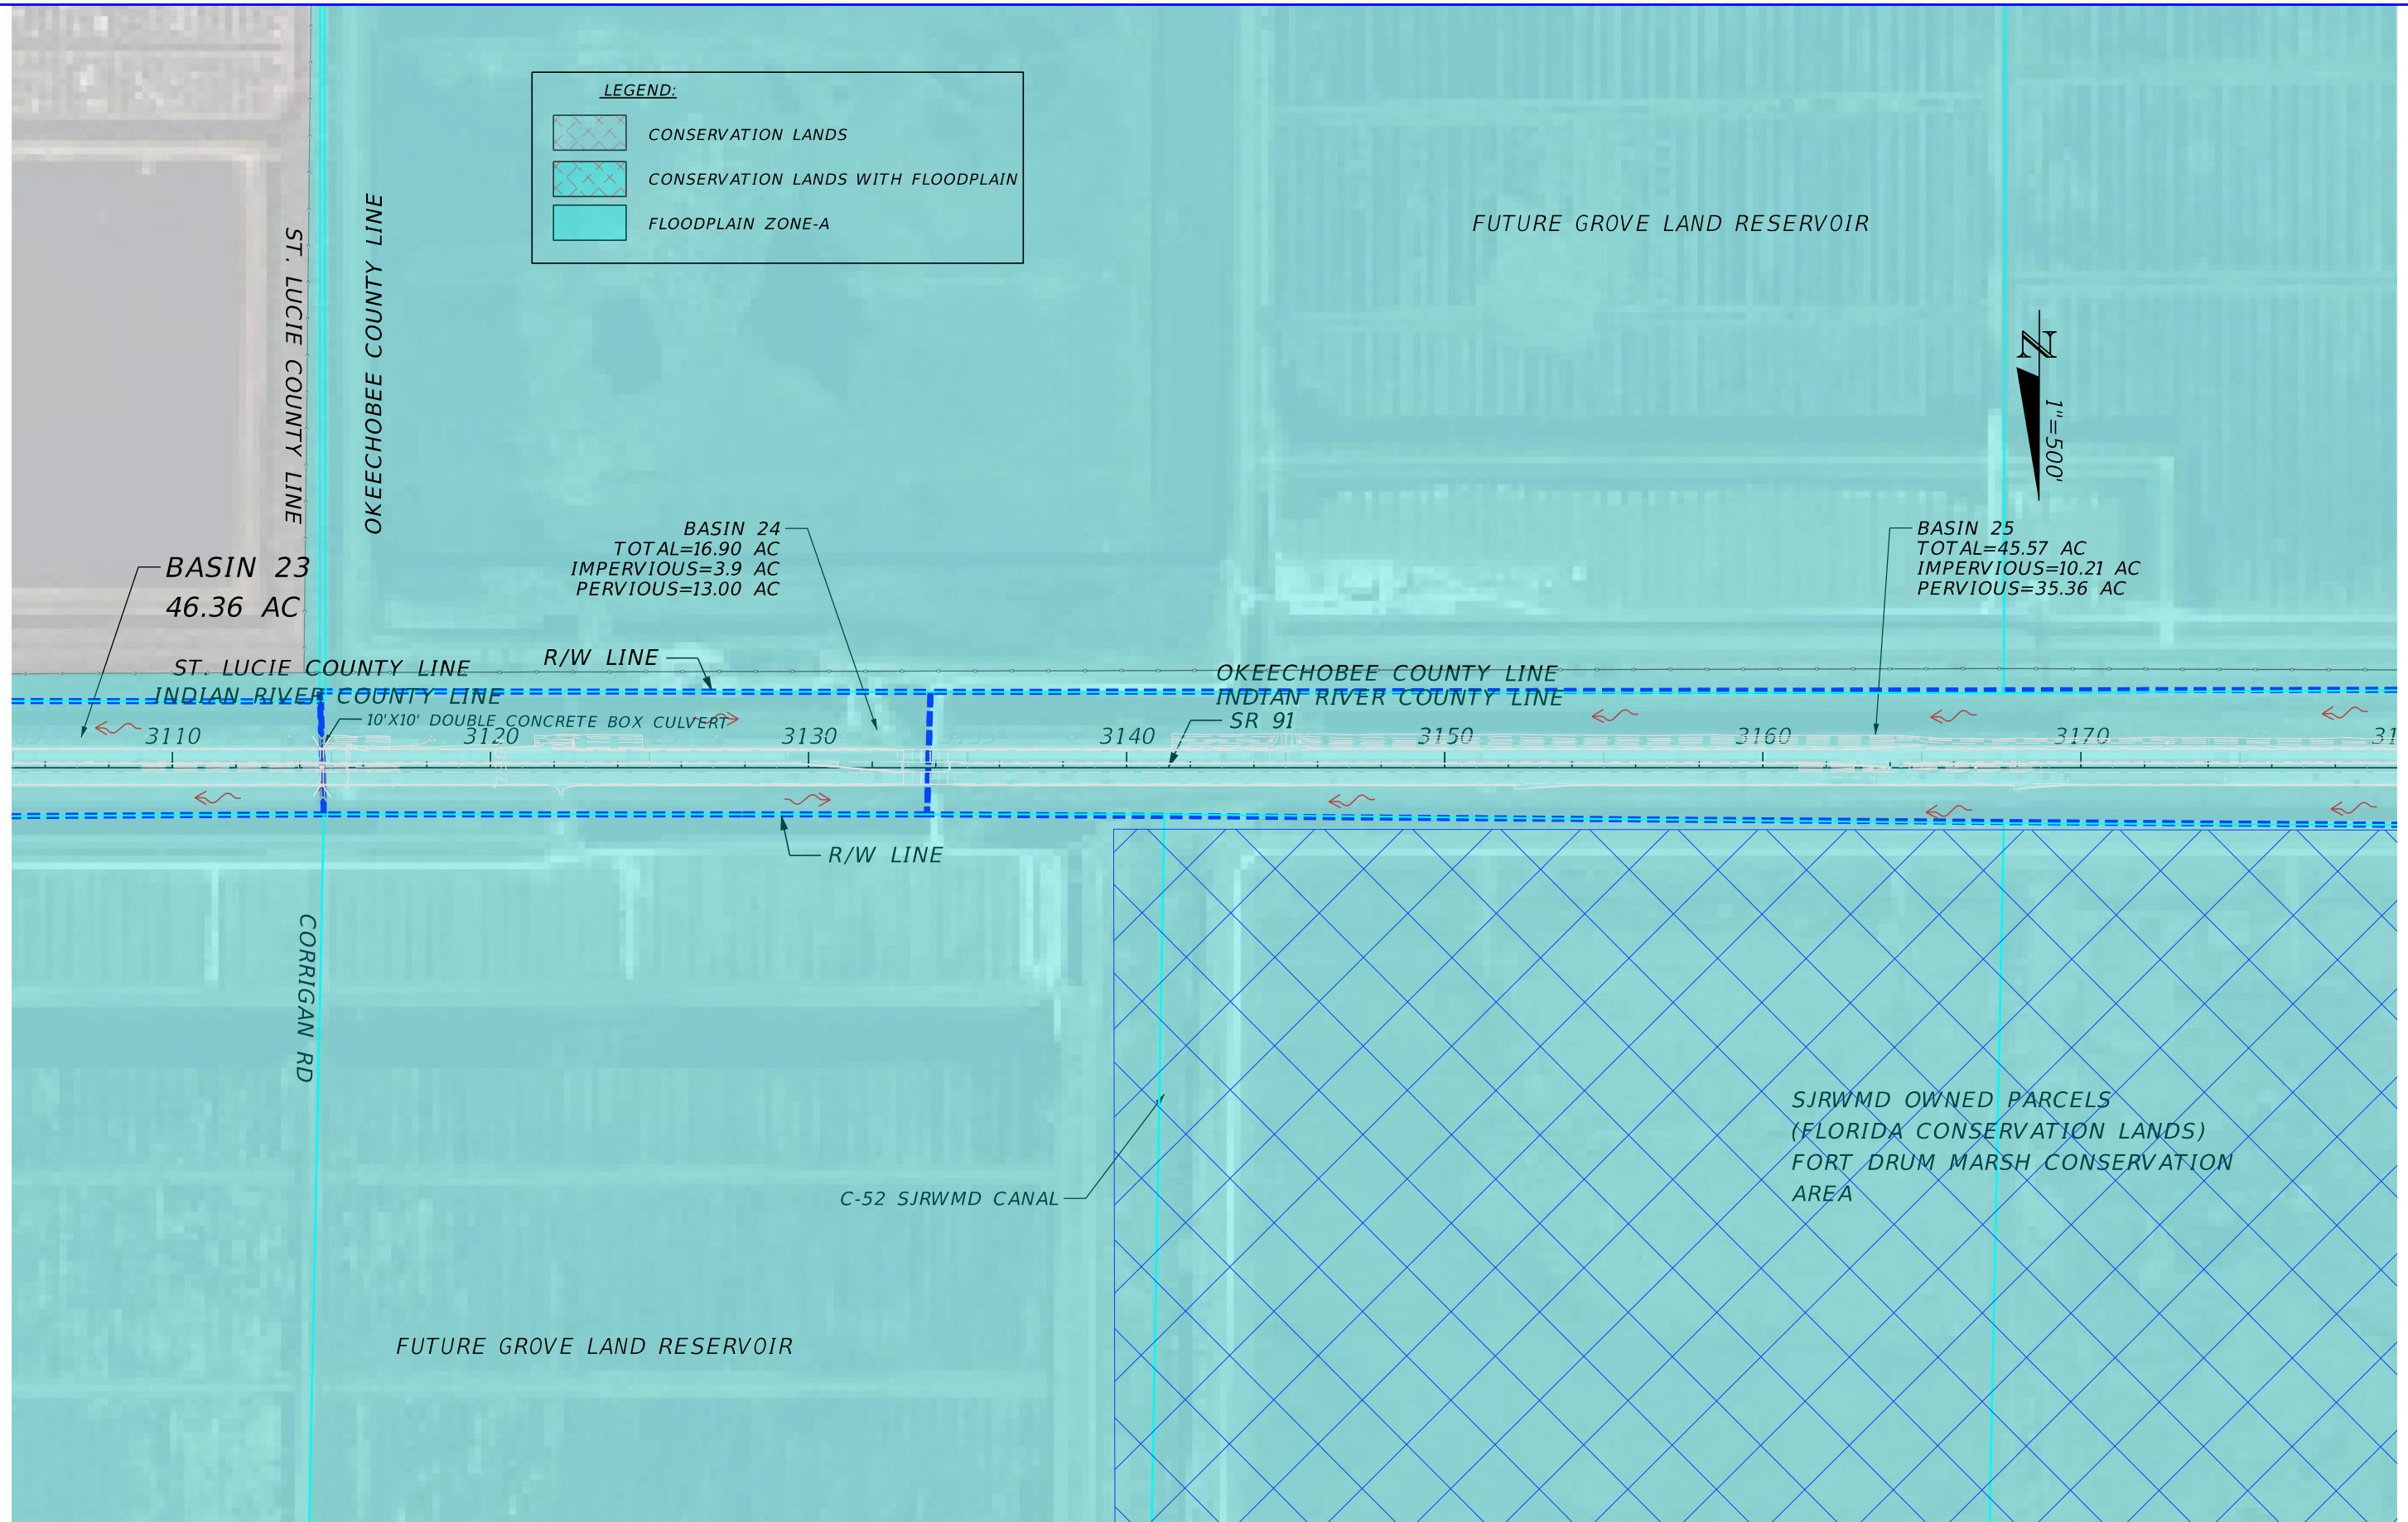 LEGEND:
CONSERVATION LANDS
CONSERVATION LANDS WITH FLOODPLAIN
FLOODPLAIN ZONE-A
ST. LUCIE COUNTY LINE
OKEECHOBEE COUNTY LINE
FUTURE GROVE LAND RESERVOIR
N
1"=500'
BASIN 23
46.36 AC
BASIN 24
TOTAL=16.90 AC
IMPERVIOUS=3.9 AC
PERVIOUS=13.00 AC
BASIN 25
TOTAL=45.57 AC
IMPERVIOUS=10.21 AC
PERVIOUS=35.36 AC
ST. LUCIE COUNTY LINE
INDIAN RIVER COUNTY LINE
R/W LINE
OKEECHOBEE COUNTY LINE
INDIAN RIVER COUNTY LINE
10'X10' DOUBLE CONCRETE BOX CULVERT
SR 91
3110
3120
3130
3140
3150
3160
3170
R/W LINE
CORRIGAN RD
C-52 SJRWMD CANAL
SJRWMD OWNED PARCELS
(FLORIDA CONSERVATION LANDS)
FORT DRUM MARSH CONSERVATION
AREA
FUTURE GROVE LAND RESERVOIR